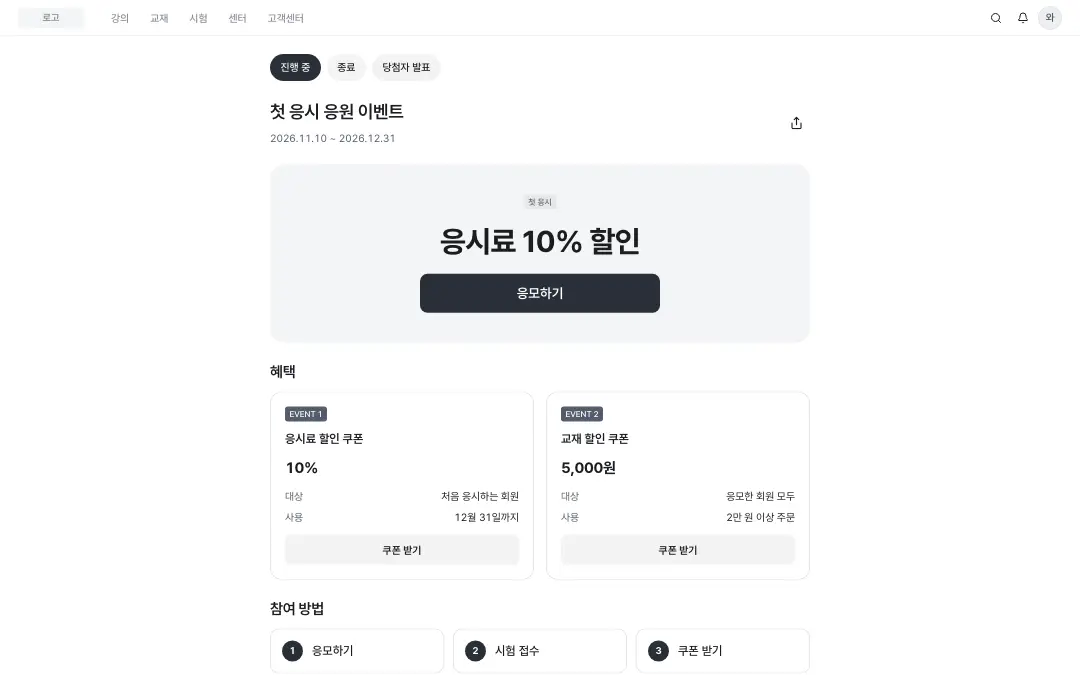 로고
강의
교재
시험
센터
고객센터
와
진행 중
종료
당첨자 발표
첫 응시 응원 이벤트
2026.11.10 ~ 2026.12.31
첫 응시
응시료 10% 할인
응모하기
혜택
EVENT 1
응시료 할인 쿠폰
10%
대상 처음 응시하는 회원
사용 12월 31일까지
쿠폰 받기
EVENT 2
교재 할인 쿠폰
5,000원
대상 응모한 회원 모두
사용 2만 원 이상 주문
쿠폰 받기
참여 방법
1 응모하기
2 시험 접수
3 쿠폰 받기